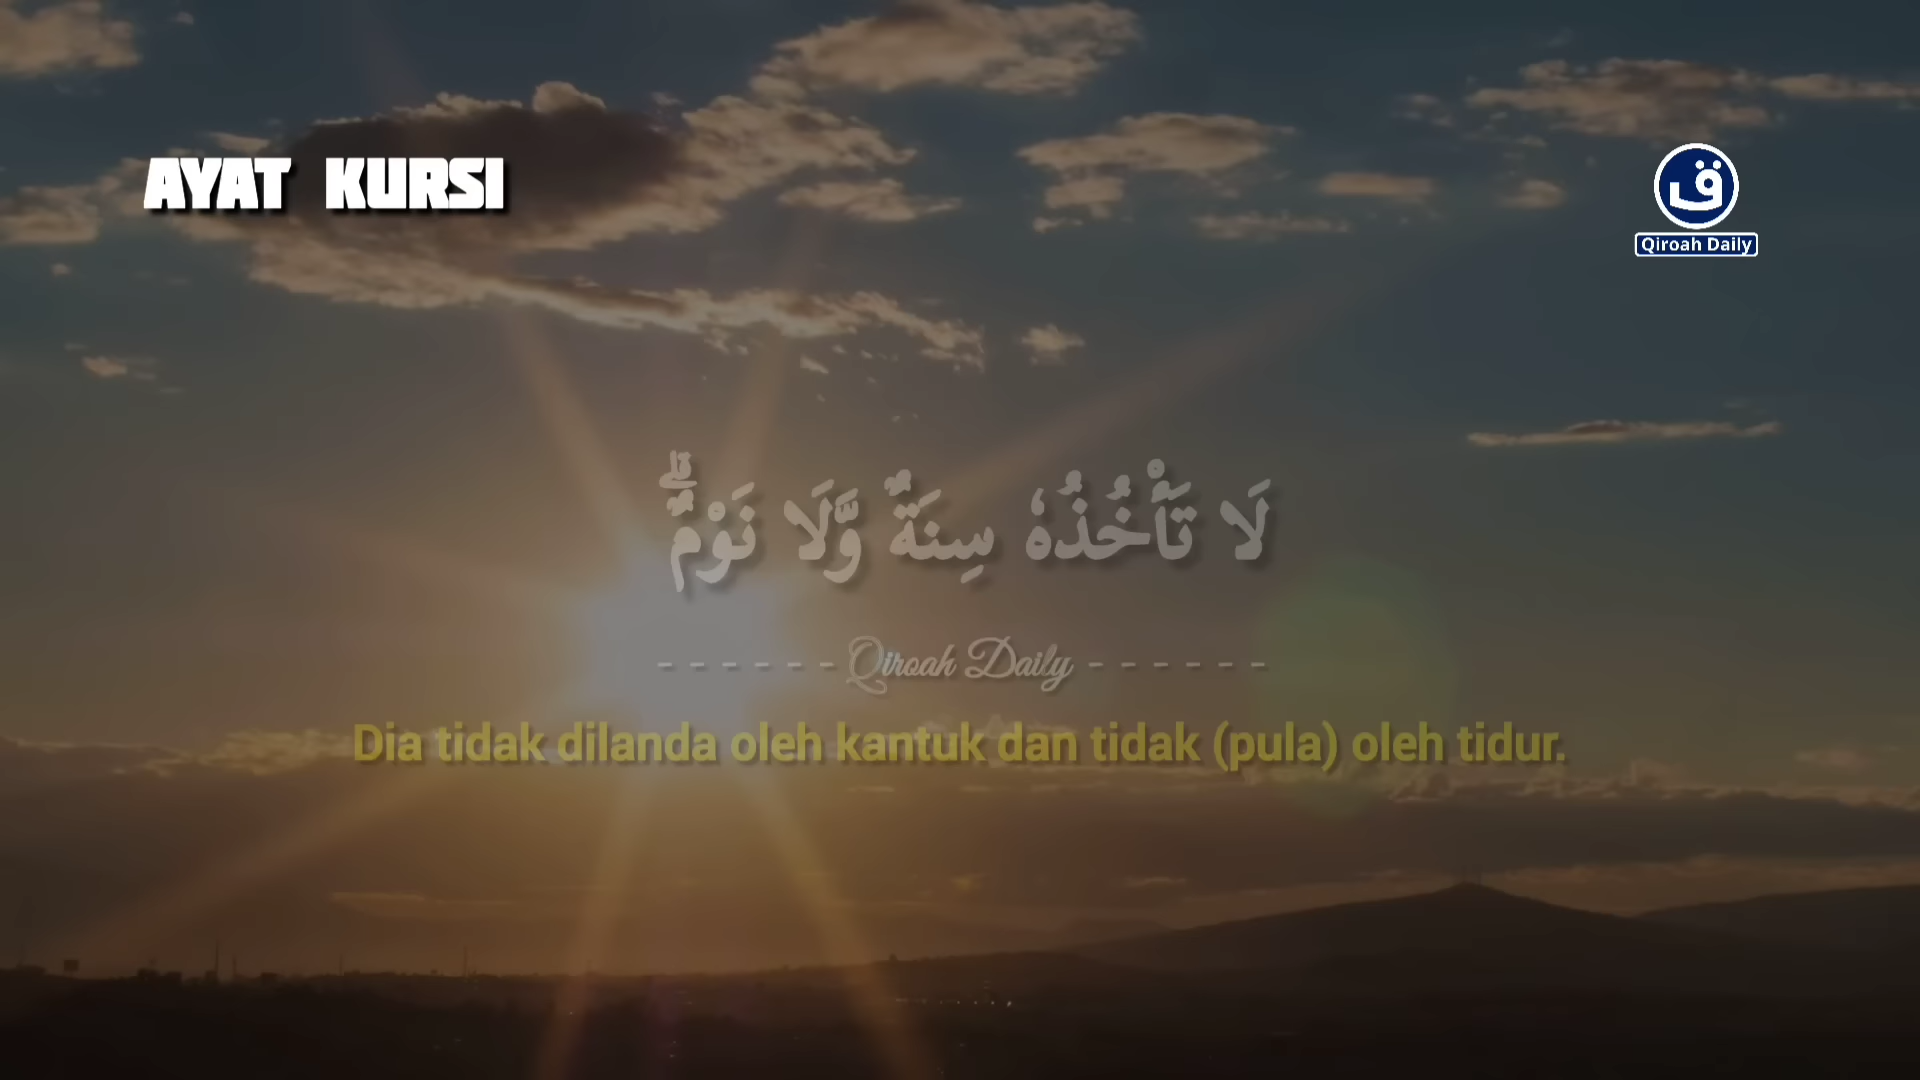 AYAT KURSI
ق
Qiroah Daily
لَا تَأْخُذُهٗ سِنَةٌ وَّلَا نَوْمٌۗ
- - - - - - Qiroah Daily - - - - - -
Dia tidak dilanda oleh kantuk dan tidak (pula) oleh tidur.